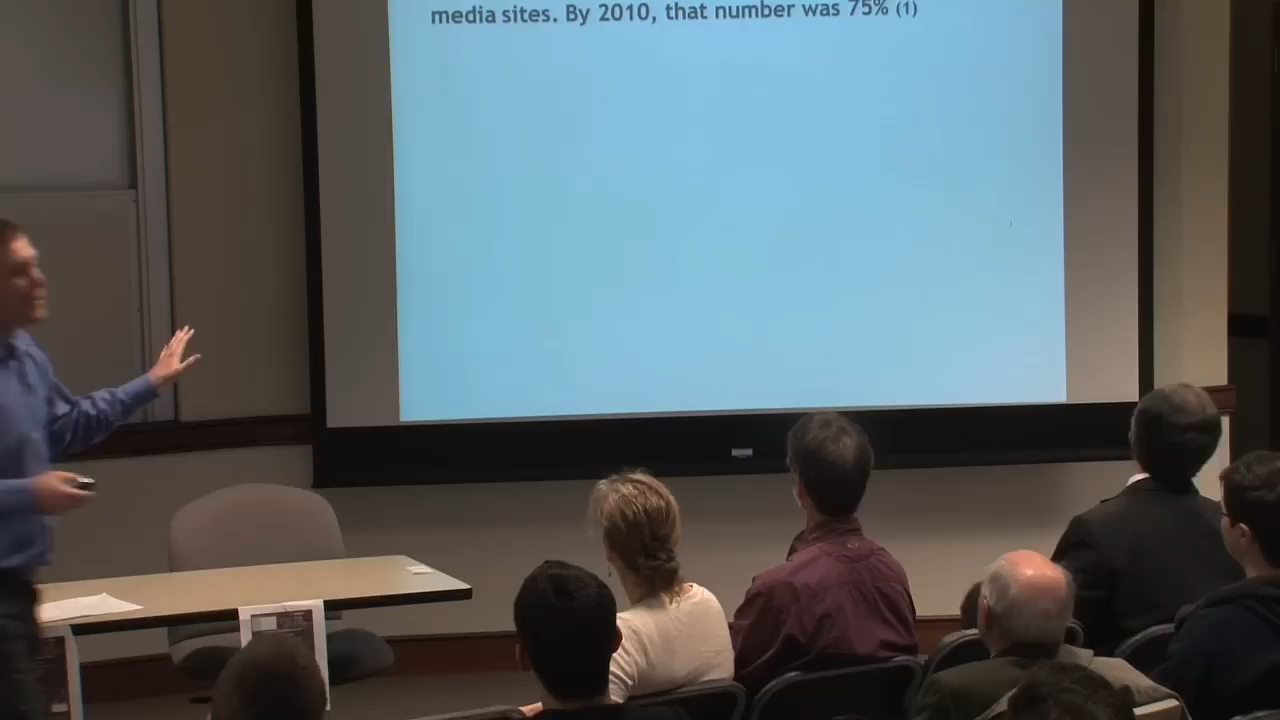 media sites. By 2010, that number was 75% (1)